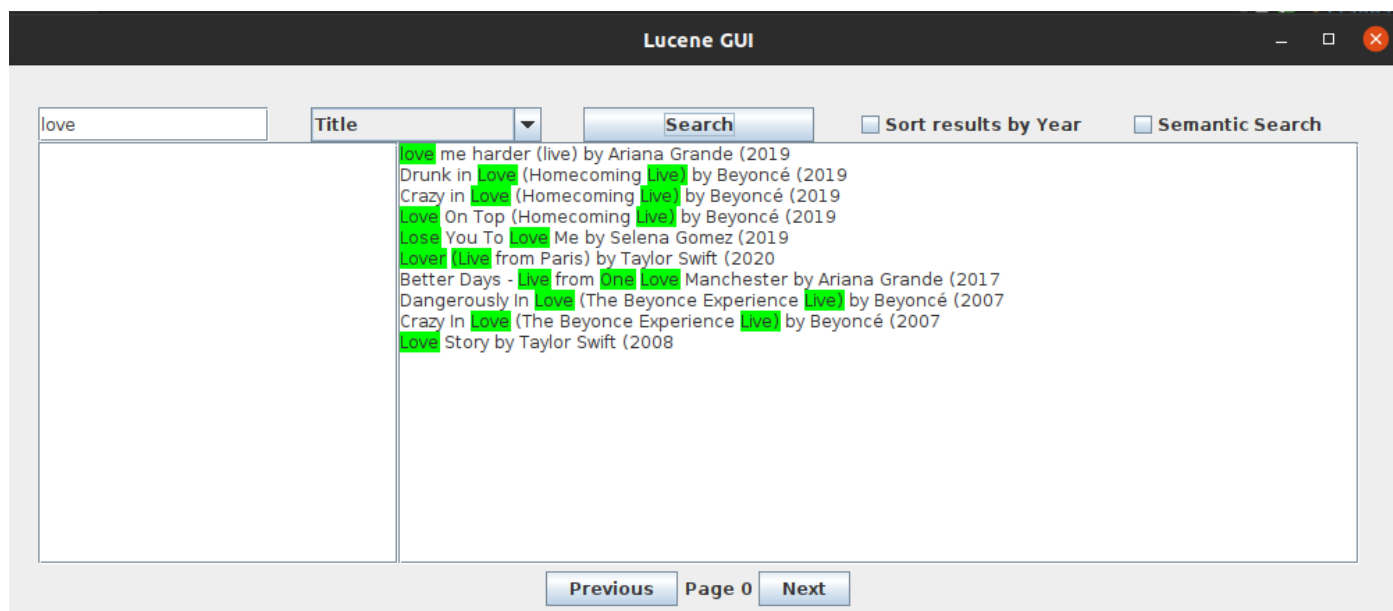 Lucene GUI
love Title Search Sort results by Year Semantic Search
love me harder (live) by Ariana Grande (2019
Drunk in Love (Homecoming Live) by Beyoncé (2019
Crazy in Love (Homecoming Live) by Beyoncé (2019
Love On Top (Homecoming Live) by Beyoncé (2019
Lose You To Love Me by Selena Gomez (2019
Lover (Live from Paris) by Taylor Swift (2020
Better Days - Live from One Love Manchester by Ariana Grande (2017
Dangerously In Love (The Beyonce Experience Live) by Beyoncé (2007
Crazy In Love (The Beyonce Experience Live) by Beyoncé (2007
Love Story by Taylor Swift (2008
Previous Page 0 Next